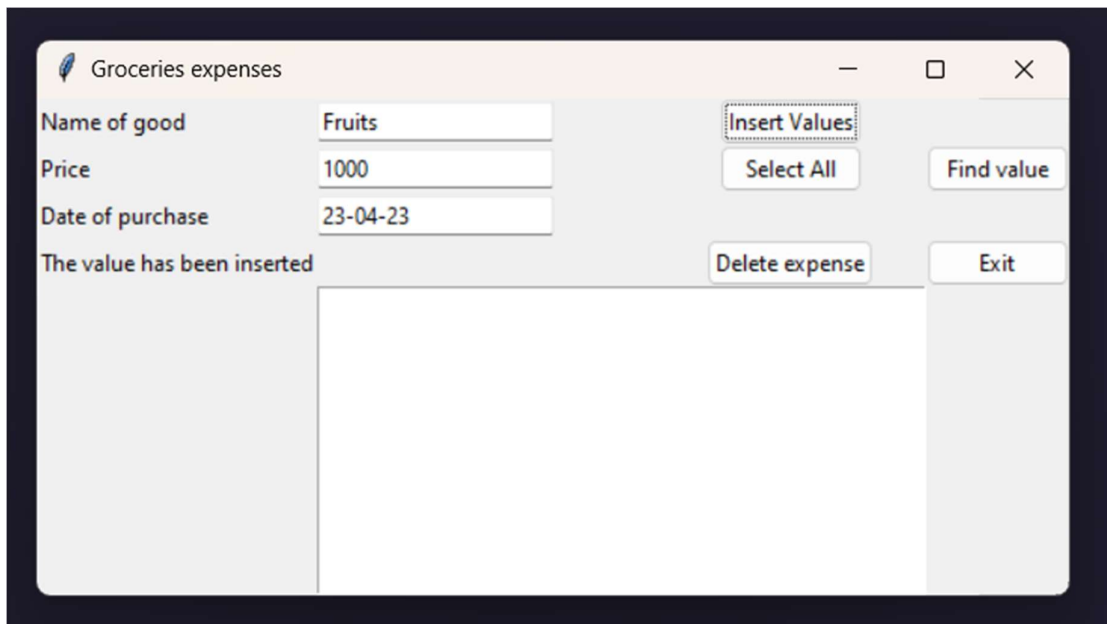 Groceries expenses
Name of good Fruits Insert Values
Price 1000 Select All Find value
Date of purchase 23-04-23
The value has been inserted Delete expense Exit